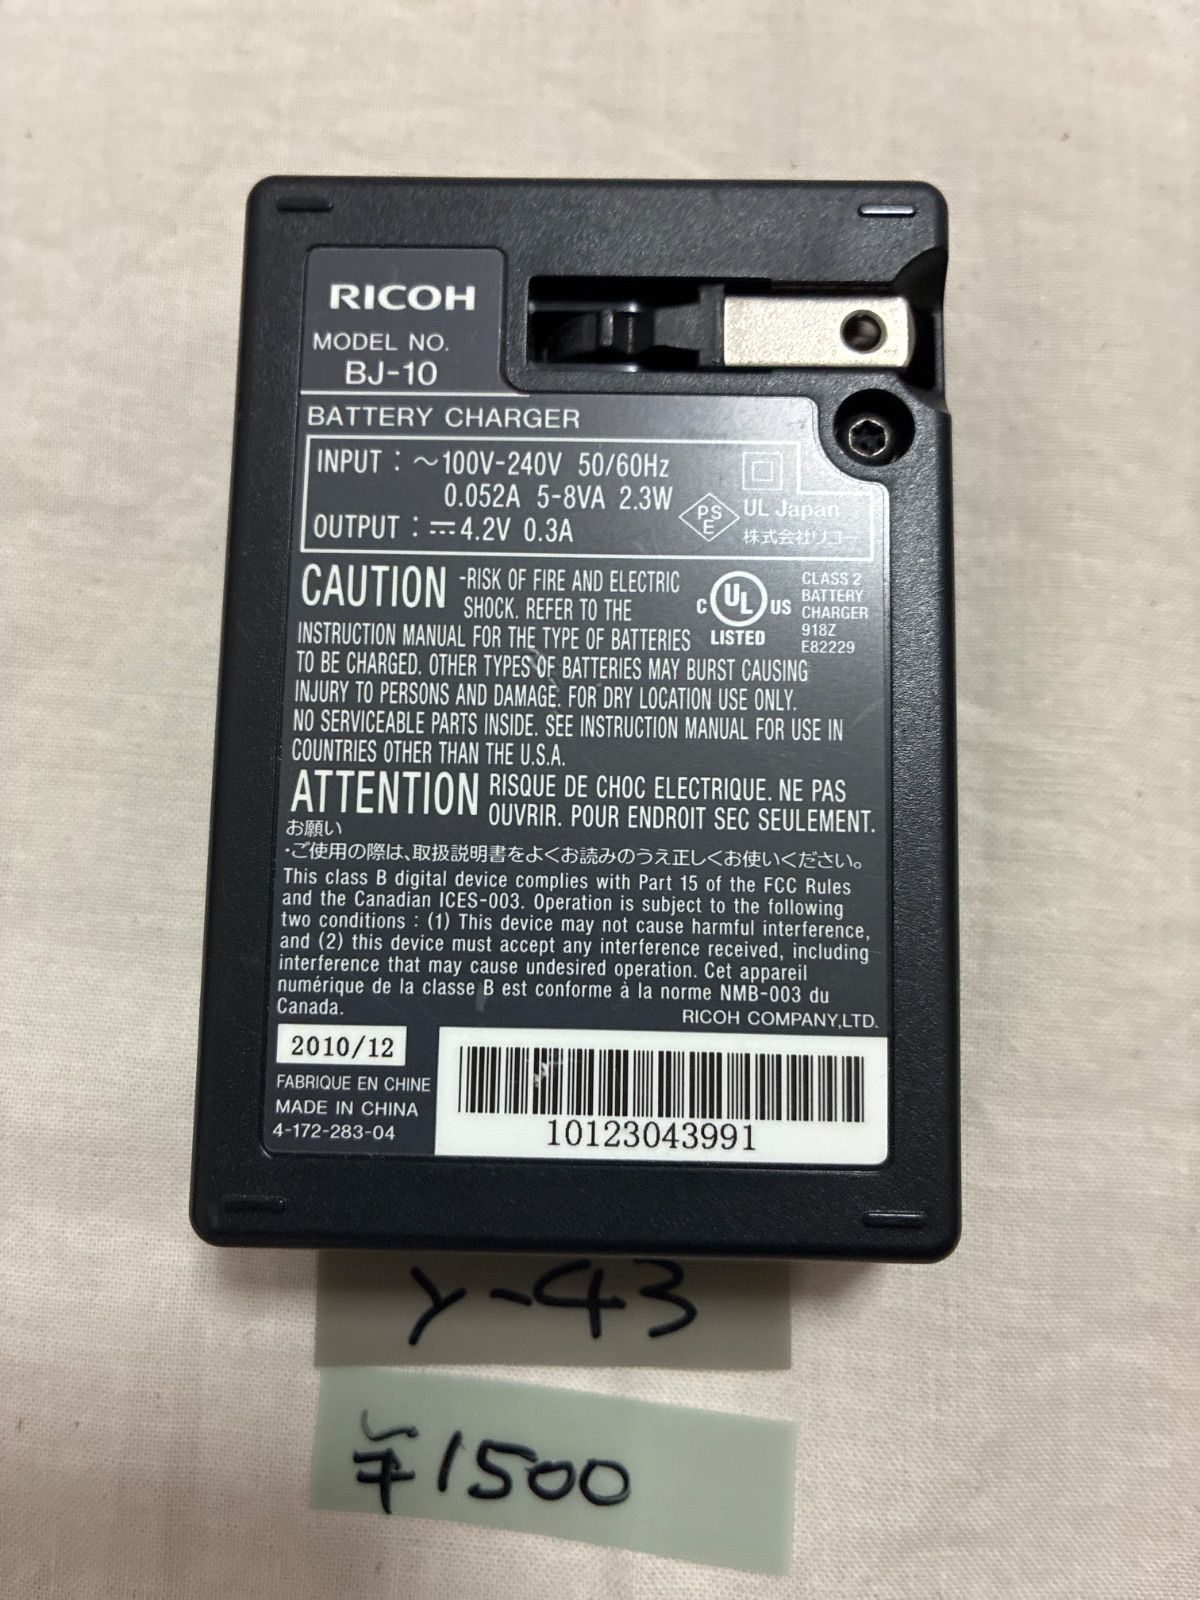 RICOH
MODEL NO.
BJ-10
BATTERY CHARGER
INPUT : ～100V-240V 50/60Hz
0.052A 5-8VA 2.3W
OUTPUT : ⎓4.2V 0.3A
PS
E
UL Japan
株式会社リコー
CAUTION -RISK OF FIRE AND ELECTRIC
SHOCK. REFER TO THE
INSTRUCTION MANUAL FOR THE TYPE OF BATTERIES
TO BE CHARGED. OTHER TYPES OF BATTERIES MAY BURST CAUSING
INJURY TO PERSONS AND DAMAGE. FOR DRY LOCATION USE ONLY.
NO SERVICEABLE PARTS INSIDE. SEE INSTRUCTION MANUAL FOR USE IN
COUNTRIES OTHER THAN THE U.S.A.
C UL US
LISTED
CLASS 2
BATTERY
CHARGER
918Z
E82229
ATTENTION RISQUE DE CHOC ELECTRIQUE. NE PAS
OUVRIR. POUR ENDROIT SEC SEULEMENT.
お願い
・ご使用の際は、取扱説明書をよくお読みのうえ正しくお使いください。
This class B digital device complies with Part 15 of the FCC Rules
and the Canadian ICES-003. Operation is subject to the following
two conditions : (1) This device may not cause harmful interference,
and (2) this device must accept any interference received, including
interference that may cause undesired operation. Cet appareil
numérique de la classe B est conforme à la norme NMB-003 du
Canada.
RICOH COMPANY,LTD.
2010/12
FABRIQUE EN CHINE
MADE IN CHINA
4-172-283-04
10123043991
Y-43
¥1500